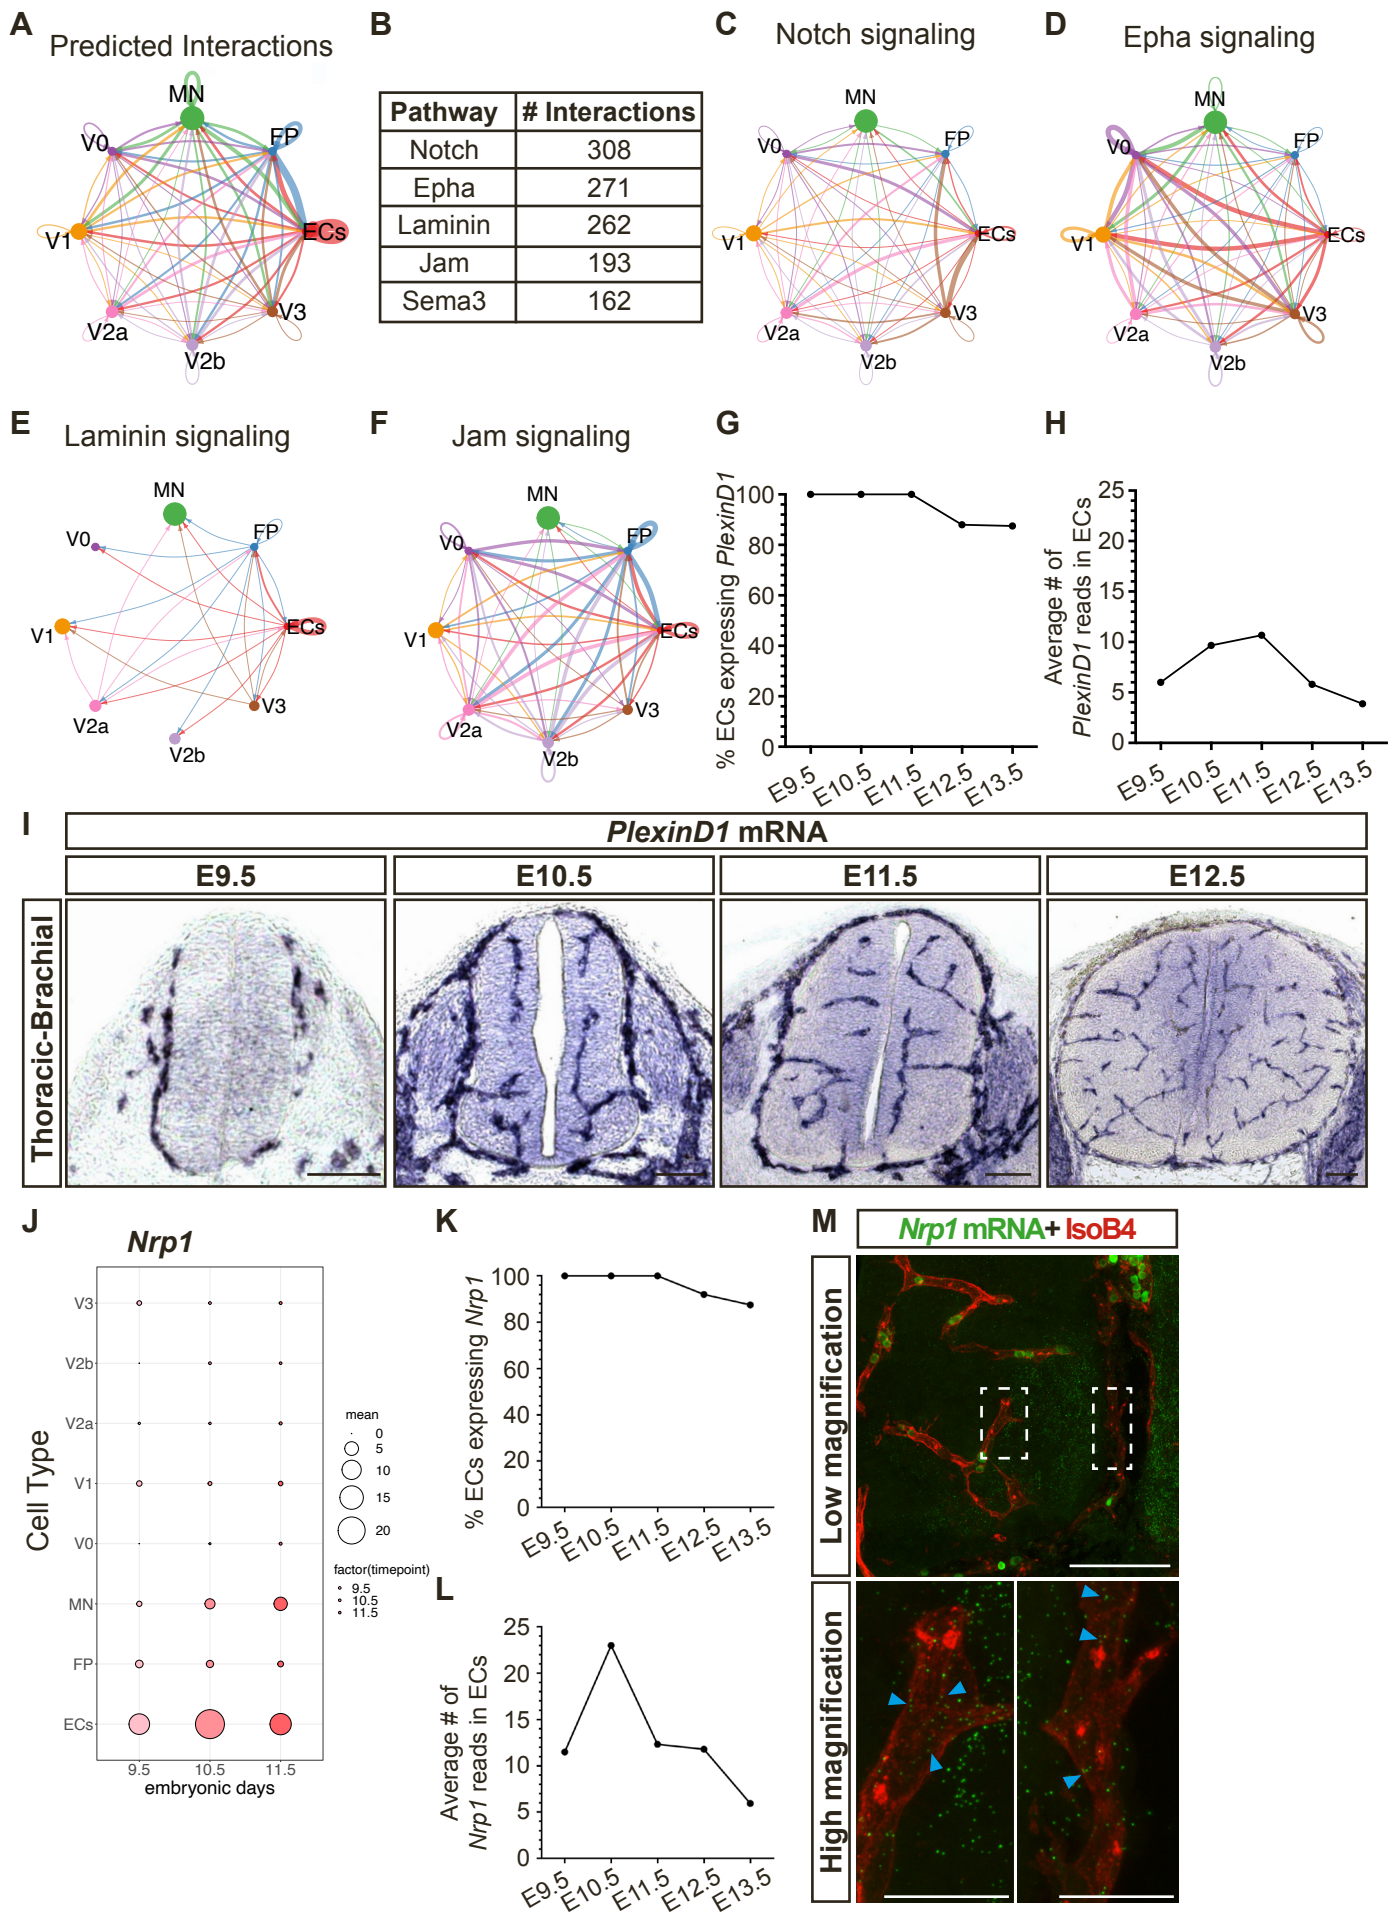 A
Predicted Interactions
MN
FP
V0
ECs
V1
V3
V2a
V2b
B
Pathway # Interactions
Notch 308
Epha 271
Laminin 262
Jam 193
Sema3 162
C
Notch signaling
MN
FP
V0
ECs
V1
V3
V2a
V2b
D
Epha signaling
MN
FP
V0
ECs
V1
V3
V2a
V2b
E
Laminin signaling
MN
FP
V0
ECs
V1
V3
V2a
V2b
F
Jam signaling
MN
FP
V0
ECs
V1
V3
V2a
V2b
G
% ECs expressing PlexinD1
100
80
60
40
20
0
E9.5 E10.5 E11.5 E12.5 E13.5
H
Average # of
PlexinD1 reads in ECs
25
20
15
10
5
0
E9.5 E10.5 E11.5 E12.5 E13.5
I
PlexinD1 mRNA
E9.5 E10.5 E11.5 E12.5
Thoracic-Brachial
J
Nrp1
Cell Type
V3
V2b
V2a
V1
V0
MN
FP
ECs
9.5 10.5 11.5
embryonic days
mean
0
5
10
15
20
factor(timepoint)
9.5
10.5
11.5
K
% ECs expressing Nrp1
100
80
60
40
20
0
E9.5 E10.5 E11.5 E12.5 E13.5
L
Average # of
Nrp1 reads in ECs
25
20
15
10
5
0
E9.5 E10.5 E11.5 E12.5 E13.5
M
Nrp1 mRNA+ IsoB4
Low magnification
High magnification